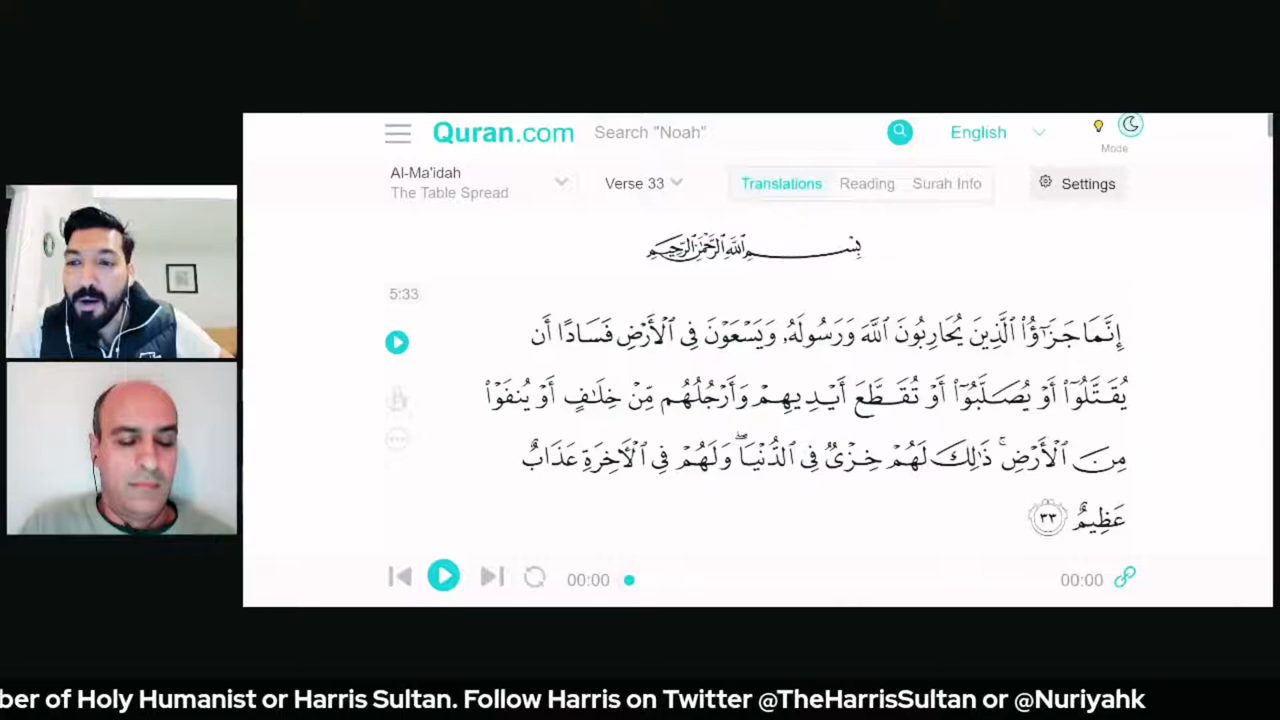 Quran.com
Search "Noah"
English
Mode
Al-Ma'idah
The Table Spread
Verse 33
Translations
Reading
Surah Info
Settings
بِسْمِ ٱللَّهِ ٱلرَّحْمَـٰنِ ٱلرَّحِيمِ
5:33
إِنَّمَا جَزَٰٓؤُا۟ ٱلَّذِينَ يُحَارِبُونَ ٱللَّهَ وَرَسُولَهُۥ وَيَسْعَوْنَ فِى ٱلْأَرْضِ فَسَادًا أَن
يُقَتَّلُوٓا۟ أَوْ يُصَلَّبُوٓا۟ أَوْ تُقَطَّعَ أَيْدِيهِمْ وَأَرْجُلُهُم مِّنْ خِلَـٰفٍ أَوْ يُنفَوْا۟
مِنَ ٱلْأَرْضِ ۚ ذَٰلِكَ لَهُمْ خِزْىٌ فِى ٱلدُّنْيَا ۖ وَلَهُمْ فِى ٱلْـَٔاخِرَةِ عَذَابٌ
عَظِيمٌ ٣٣
00:00
00:00
ber of Holy Humanist or Harris Sultan. Follow Harris on Twitter @TheHarrisSultan or @Nuriyahk